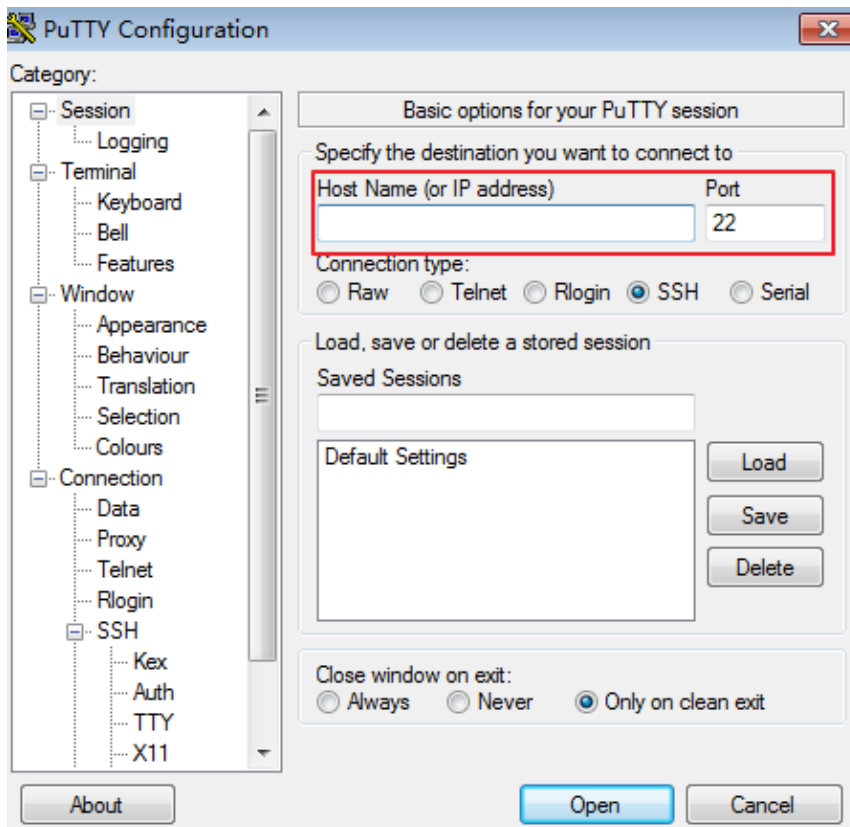 PuTTY Configuration
Category:
Session
Logging
Terminal
Keyboard
Bell
Features
Window
Appearance
Behaviour
Translation
Selection
Colours
Connection
Data
Proxy
Telnet
Rlogin
SSH
Kex
Auth
TTY
X11
Basic options for your PuTTY session
Specify the destination you want to connect to
Host Name (or IP address) Port
22
Connection type:
Raw Telnet Rlogin SSH Serial
Load, save or delete a stored session
Saved Sessions
Default Settings
Load
Save
Delete
Close window on exit:
Always Never Only on clean exit
About Open Cancel